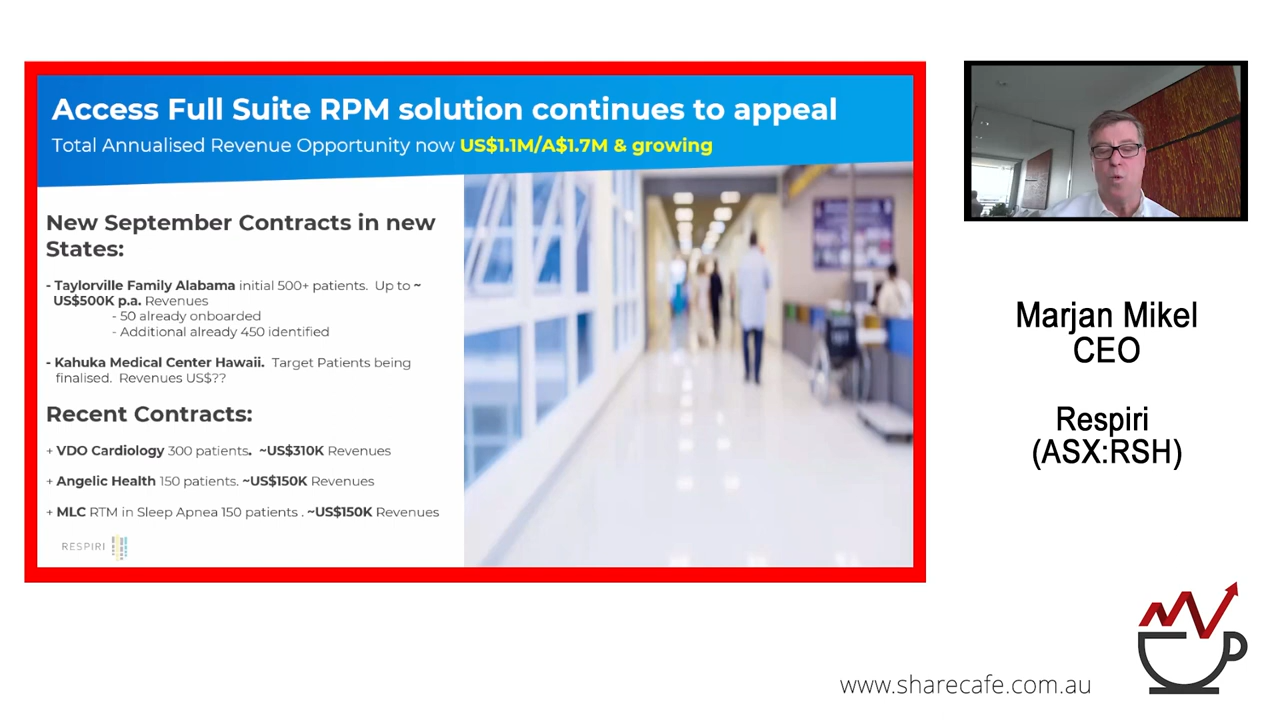 Access Full Suite RPM solution continues to appeal
Total Annualised Revenue Opportunity now US$1.1M/A$1.7M & growing
New September Contracts in new
States:
- Taylorville Family Alabama initial 500+ patients. Up to ~
US$500K p.a. Revenues
- 50 already onboarded
- Additional already 450 identified
- Kahuka Medical Center Hawaii. Target Patients being
finalised. Revenues US$??
Recent Contracts:
+ VDO Cardiology 300 patients. ~US$310K Revenues
+ Angelic Health 150 patients. ~US$150K Revenues
+ MLC RTM in Sleep Apnea 150 patients . ~US$150K Revenues
RESPIRI
Marjan Mikel
CEO
Respiri
(ASX:RSH)
www.sharecafe.com.au